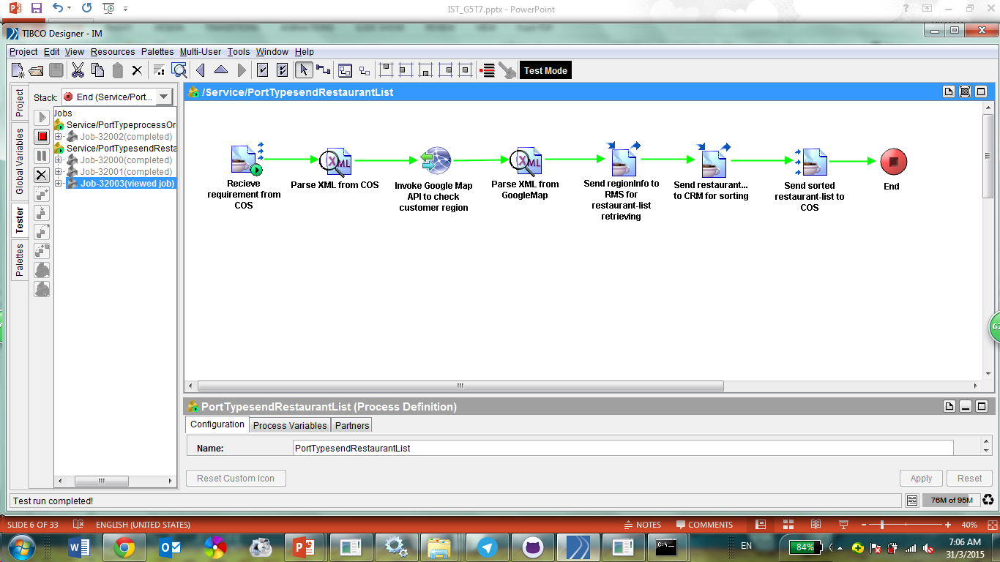 IST_G5T7.pptx - PowerPoint
TIBCO Designer - IM
Project Edit View Resources Palettes Multi-User Tools Window Help
Test Mode
Project
Global Variables
Tester
Palettes
Stack: End (Service/Port...
Jobs
Service/PortTypeprocessOr
Job-32002(completed)
Service/PortTypesendResta
Job-32000(completed)
Job-32001(completed)
Job-32003(viewed job)
/Service/PortTypesendRestaurantList
Recieve
requirement from
COS
Parse XML from COS
Invoke Google Map
API to check
customer region
Parse XML from
GoogleMap
Send regionInfo to
RMS for
restaurant-list
retrieving
Send restaurant...
to CRM for sorting
Send sorted
restaurant-list to
COS
End
PortTypesendRestaurantList (Process Definition)
Configuration Process Variables Partners
Name: PortTypesendRestaurantList
Reset Custom Icon Apply Reset
Test run completed! 76M of 95M
SLIDE 6 OF 33 ENGLISH (UNITED STATES) NOTES COMMENTS 40%
EN 84% 7:06 AM
31/3/2015